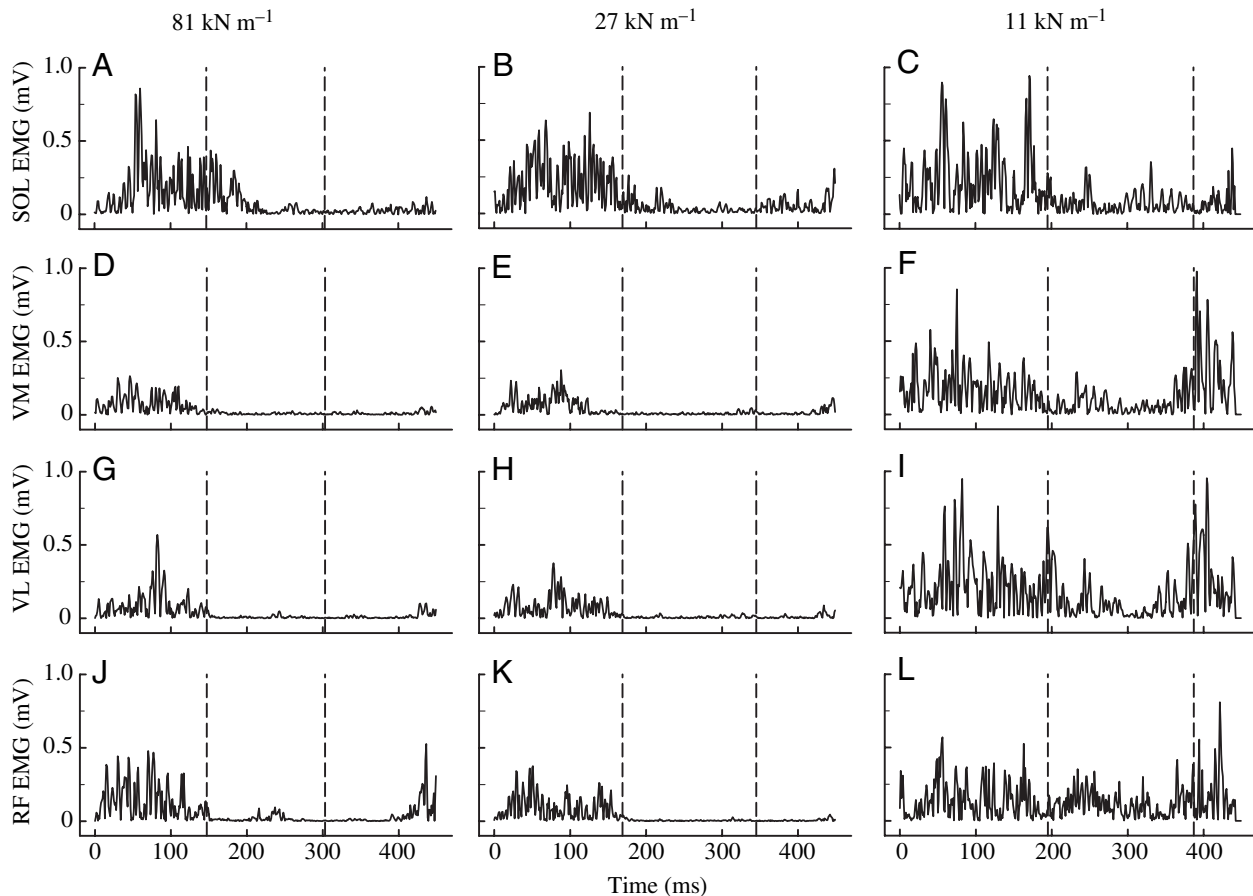 81 kN m⁻¹ 27 kN m⁻¹ 11 kN m⁻¹
A B C
1.0
0.5
0
SOL EMG (mV)
D E F
1.0
0.5
0
VM EMG (mV)
G H I
1.0
0.5
0
VL EMG (mV)
J K L
1.0
0.5
0
RF EMG (mV)
0 100 200 300 400 0 100 200 300 400 0 100 200 300 400
Time (ms)